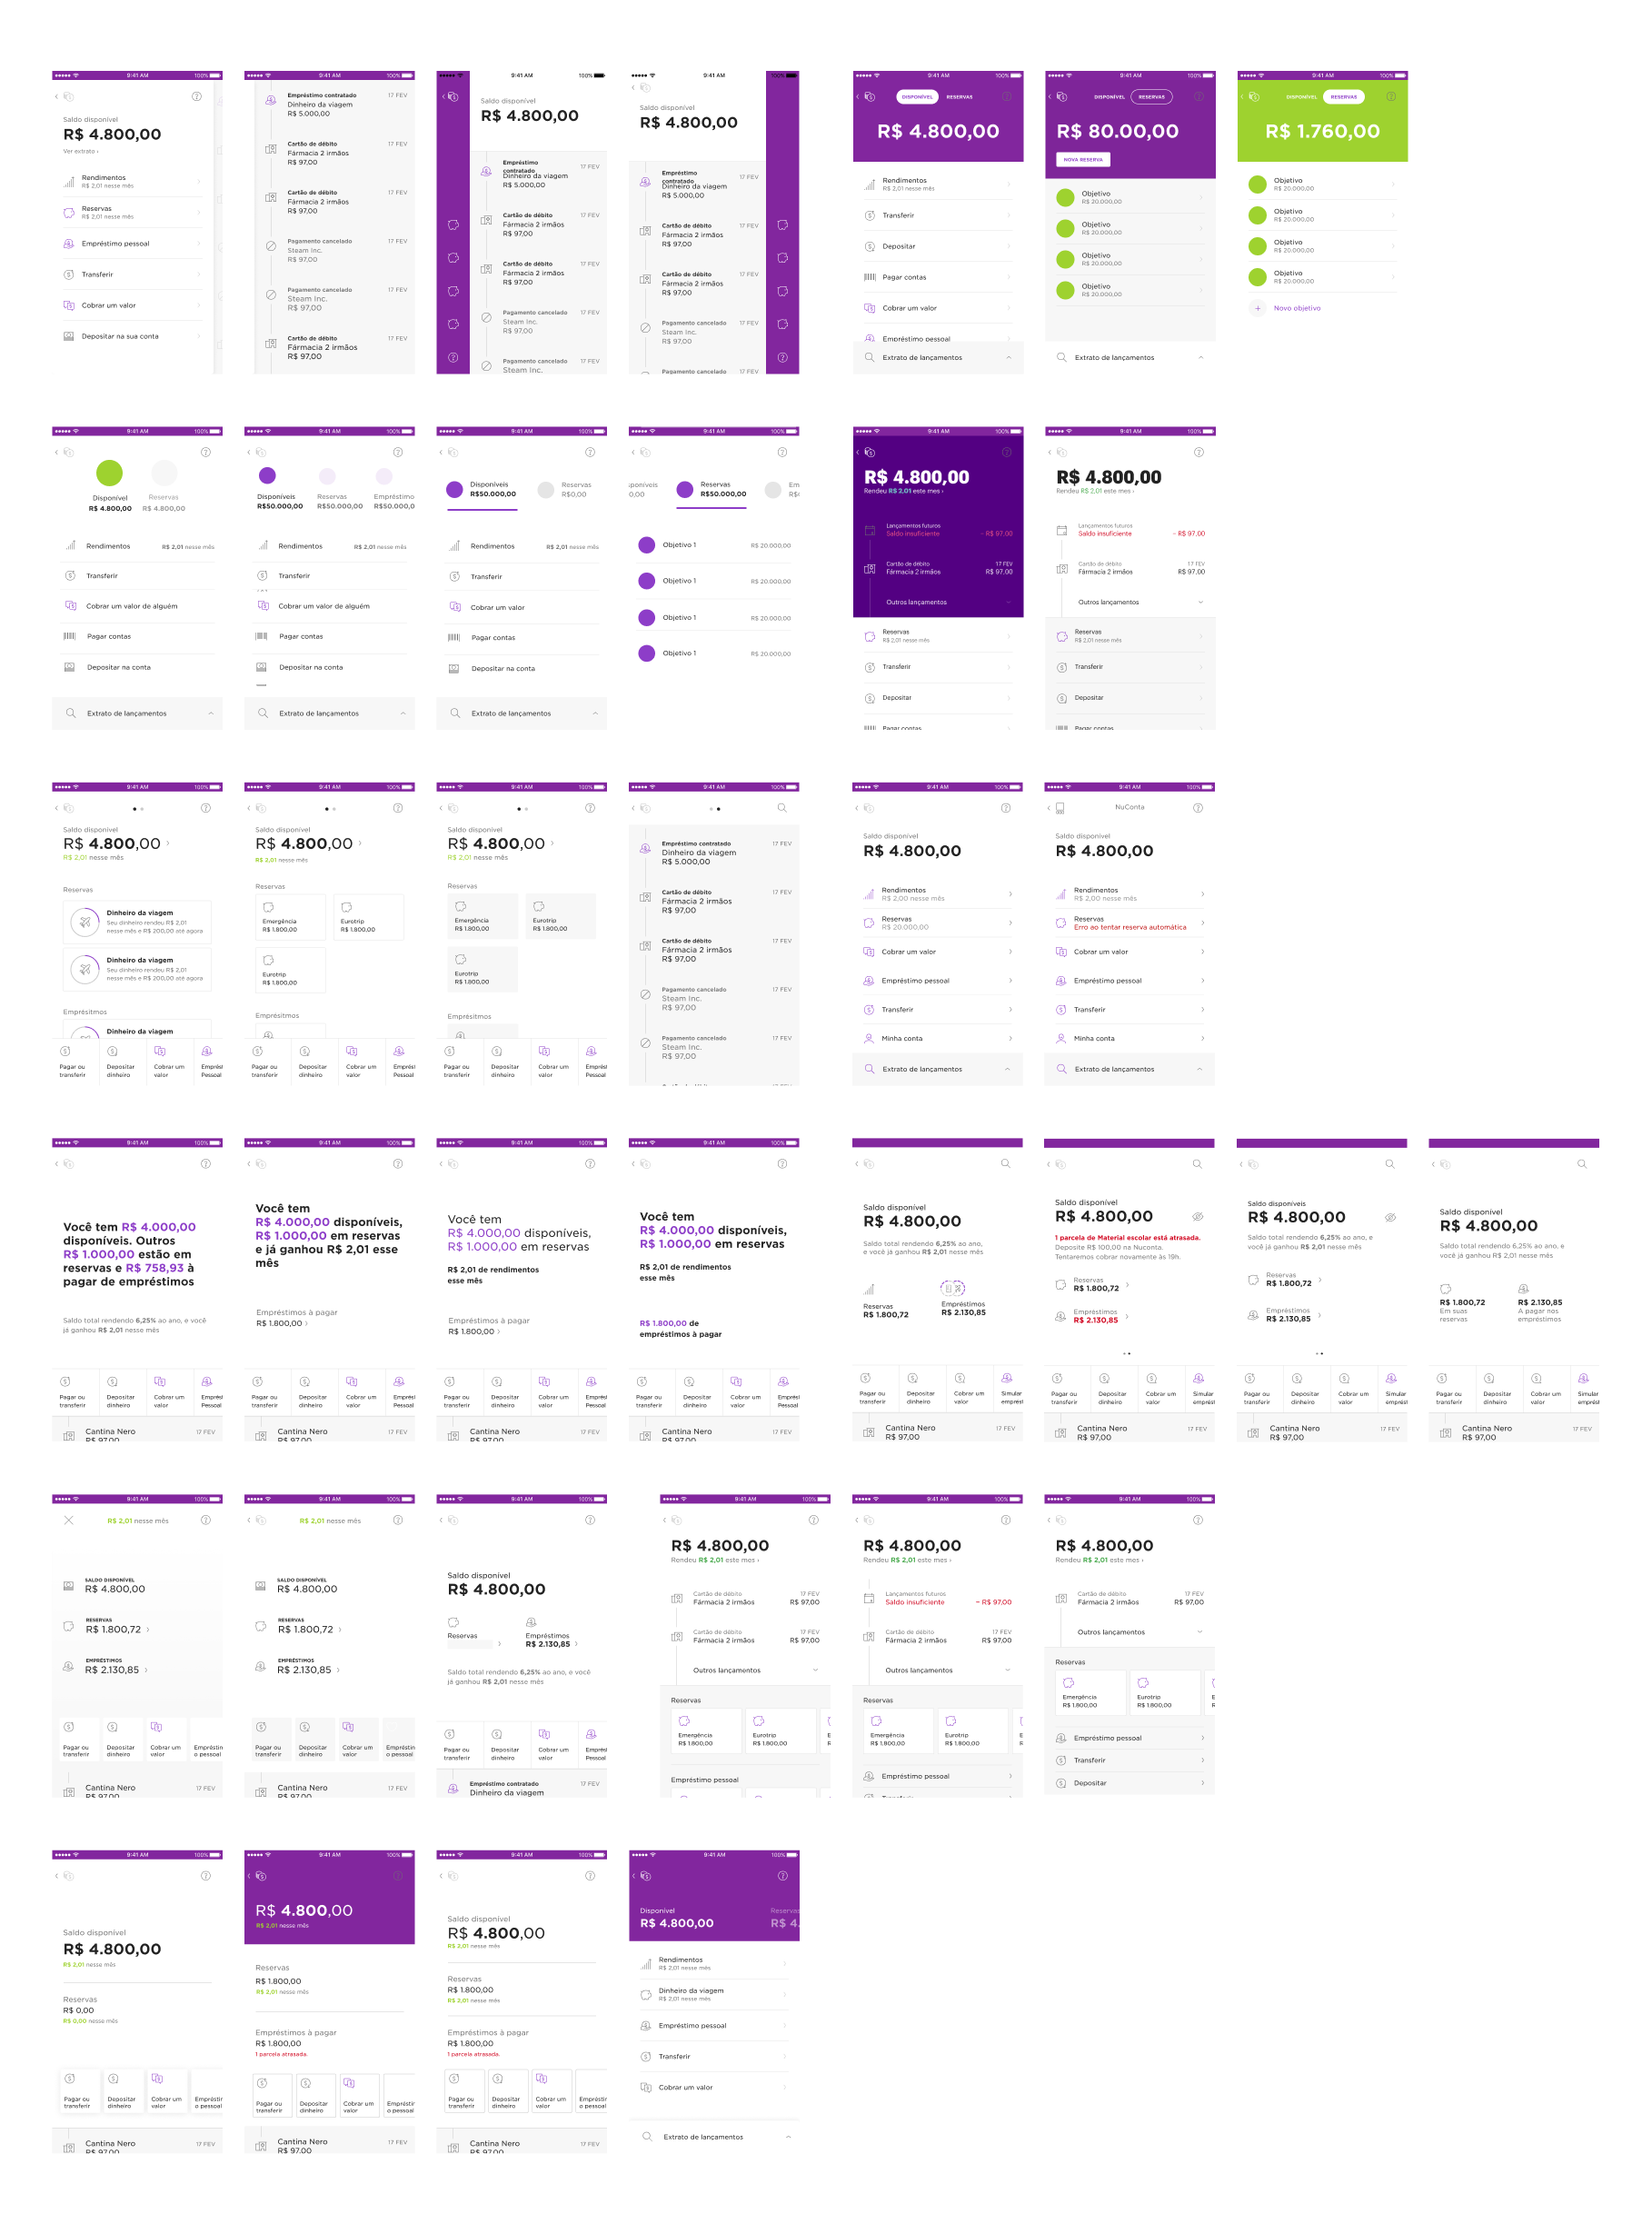 9:41 AM 100%
Saldo disponível
R$ 4.800,00
Ver extrato ›
Rendimentos
R$ 2,01 nesse mês
Reservas
R$ 2,01 nesse mês
Empréstimo pessoal
Transferir
Cobrar um valor
Depositar na sua conta
9:41 AM 100%
Empréstimo contratado 17 FEV
Dinheiro da viagem
R$ 5.000,00
Cartão de débito 17 FEV
Fármacia 2 irmãos
R$ 97,00
Cartão de débito 17 FEV
Fármacia 2 irmãos
R$ 97,00
Pagamento cancelado 17 FEV
Steam Inc.
R$ 97,00
Pagamento cancelado 17 FEV
Steam Inc.
R$ 97,00
Cartão de débito 17 FEV
Fármacia 2 irmãos
R$ 97,00
9:41 AM 100%
Saldo disponível
R$ 4.800,00
Empréstimo contratado 17 FEV
Dinheiro da viagem
R$ 5.000,00
Cartão de débito 17 FEV
Fármacia 2 irmãos
R$ 97,00
Cartão de débito 17 FEV
Fármacia 2 irmãos
R$ 97,00
Pagamento cancelado 17 FEV
Steam Inc.
R$ 97,00
Pagamento cancelado 17 FEV
Steam Inc.
9:41 AM 100%
Saldo disponível
R$ 4.800,00
Empréstimo contratado 17 FEV
Dinheiro da viagem
R$ 5.000,00
Cartão de débito 17 FEV
Fármacia 2 irmãos
R$ 97,00
Cartão de débito 17 FEV
Fármacia 2 irmãos
R$ 97,00
Pagamento cancelado 17 FEV
Steam Inc.
R$ 97,00
Pagamento cancelado 17 FEV
9:41 AM 100%
DISPONÍVEL RESERVAS
R$ 4.800,00
Rendimentos
R$ 2,01 nesse mês
Transferir
Depositar
Pagar contas
Cobrar um valor
Empréstimo pessoal
Extrato de lançamentos
9:41 AM 100%
DISPONÍVEL RESERVAS
R$ 80.00,00
NOVA RESERVA
Objetivo
R$ 20.000,00
Objetivo
R$ 20.000,00
Objetivo
R$ 20.000,00
Objetivo
R$ 20.000,00
Extrato de lançamentos
9:41 AM 100%
DISPONÍVEL RESERVAS
R$ 1.760,00
Objetivo
R$ 20.000,00
Objetivo
R$ 20.000,00
Objetivo
R$ 20.000,00
Objetivo
R$ 20.000,00
+ Novo objetivo
9:41 AM 100%
Disponível Reservas
R$ 4.800,00 R$ 4.800,00
Rendimentos R$ 2,01 nesse mês
Transferir
Cobrar um valor de alguém
Pagar contas
Depositar na conta
Extrato de lançamentos
9:41 AM 100%
Disponíveis Reservas Empréstimo
R$50.000,00 R$50.000,00 R$50.000,0
Rendimentos R$ 2,01 nesse mês
Transferir
Cobrar um valor de alguém
Pagar contas
Depositar na conta
Extrato de lançamentos
9:41 AM 100%
Disponíveis Reservas
R$50.000,00 R$0,00
Rendimentos R$ 2,01 nesse mês
Transferir
Cobrar um valor
Pagar contas
Depositar na conta
Extrato de lançamentos
9:41 AM 100%
sponíveis Reservas Em
0,00 R$50.000,00 R$
Objetivo 1 R$ 20.000,00
Objetivo 1 R$ 20.000,00
Objetivo 1 R$ 20.000,00
Objetivo 1 R$ 20.000,00
9:41 AM 100%
R$ 4.800,00
Rendeu R$ 2,01 este mes ›
Lançamentos futuros
Saldo insuficiente - R$ 97,00
Cartão de débito 17 FEV
Fármacia 2 irmãos R$ 97,00
Outros lançamentos
Reservas
R$ 2,01 nesse mês
Transferir
Depositar
Pagar contas
9:41 AM 100%
R$ 4.800,00
Rendeu R$ 2,01 este mes ›
Lançamentos futuros
Saldo insuficiente - R$ 97,00
Cartão de débito 17 FEV
Fármacia 2 irmãos R$ 97,00
Outros lançamentos
Reservas
R$ 2,01 nesse mês
Transferir
Depositar
Pagar contas
9:41 AM 100%
Saldo disponível
R$ 4.800,00 ›
R$ 2,01 nesse mês
Reservas
Dinheiro da viagem
Seu dinheiro rendeu R$ 2,01
nesse mês e R$ 200,00 até agora
Dinheiro da viagem
Seu dinheiro rendeu R$ 2,01
nesse mês e R$ 200,00 até agora
Emprésitmos
Dinheiro da viagem
Pagar ou transferir
Depositar dinheiro
Cobrar um valor
Emprést Pessoal
9:41 AM 100%
Saldo disponível
R$ 4.800,00 ›
R$ 2,01 nesse mês
Reservas
Emergência
R$ 1.800,00
Eurotrip
R$ 1.800,00
Eurotrip
R$ 1.800,00
Emprésitmos
Pagar ou transferir
Depositar dinheiro
Cobrar um valor
Emprést Pessoal
9:41 AM 100%
Saldo disponível
R$ 4.800,00 ›
R$ 2,01 nesse mês
Reservas
Emergência
R$ 1.800,00
Eurotrip
R$ 1.800,00
Eurotrip
R$ 1.800,00
Emprésitmos
Pagar ou transferir
Depositar dinheiro
Cobrar um valor
Emprést Pessoal
9:41 AM 100%
Empréstimo contratado 17 FEV
Dinheiro da viagem
R$ 5.000,00
Cartão de débito 17 FEV
Fármacia 2 irmãos
R$ 97,00
Cartão de débito 17 FEV
Fármacia 2 irmãos
R$ 97,00
Pagamento cancelado 17 FEV
Steam Inc.
R$ 97,00
Pagamento cancelado 17 FEV
Steam Inc.
R$ 97,00
9:41 AM 100%
Saldo disponível
R$ 4.800,00
Rendimentos
R$ 2,00 nesse mês
Reservas
R$ 20.000,00
Cobrar um valor
Empréstimo pessoal
Transferir
Minha conta
Extrato de lançamentos
9:41 AM 100%
NuConta
Saldo disponível
R$ 4.800,00
Rendimentos
R$ 2,00 nesse mês
Reservas
Erro ao tentar reserva automática
Cobrar um valor
Empréstimo pessoal
Transferir
Minha conta
Extrato de lançamentos
9:41 AM 100%
Você tem R$ 4.000,00
disponíveis. Outros
R$ 1.000,00 estão em
reservas e R$ 758,93 à
pagar de empréstimos
Saldo total rendendo 6,25% ao ano, e você
já ganhou R$ 2,01 nesse mês
Pagar ou transferir
Depositar dinheiro
Cobrar um valor
Emprést Pessoal
Cantina Nero 17 FEV
R$ 97,00
9:41 AM 100%
Você tem
R$ 4.000,00 disponíveis,
R$ 1.000,00 em reservas
e já ganhou R$ 2,01 esse
mês
Empréstimos à pagar
R$ 1.800,00 ›
Pagar ou transferir
Depositar dinheiro
Cobrar um valor
Emprést Pessoal
Cantina Nero 17 FEV
R$ 97,00
9:41 AM 100%
Você tem
R$ 4.000,00 disponíveis,
R$ 1.000,00 em reservas
R$ 2,01 de rendimentos
esse mês
Empréstimos à pagar
R$ 1.800,00 ›
Pagar ou transferir
Depositar dinheiro
Cobrar um valor
Emprést Pessoal
Cantina Nero 17 FEV
R$ 97,00
9:41 AM 100%
Você tem
R$ 4.000,00 disponíveis,
R$ 1.000,00 em reservas
R$ 2,01 de rendimentos
esse mês
R$ 1.800,00 de
empréstimos à pagar
Pagar ou transferir
Depositar dinheiro
Cobrar um valor
Emprést Pessoal
Cantina Nero 17 FEV
R$ 97,00
Saldo disponível
R$ 4.800,00
Saldo total rendendo 6,25% ao ano,
e você já ganhou R$ 2,01 nesse mês
Reservas
R$ 1.800,72
Empréstimos
R$ 2.130,85
Pagar ou transferir
Depositar dinheiro
Cobrar um valor
Simular emprést
Cantina Nero 17 FEV
R$ 97,00
Saldo disponível
R$ 4.800,00
1 parcela de Material escolar está atrasada.
Deposite R$ 100,00 na Nuconta.
Tentaremos cobrar novamente às 19h.
Reservas
R$ 1.800,72
Empréstimos
R$ 2.130,85
Pagar ou transferir
Depositar dinheiro
Cobrar um valor
Simular emprést
Cantina Nero 17 FEV
R$ 97,00
Saldo disponíveis
R$ 4.800,00
Saldo total rendendo 6,25% ao ano, e
você já ganhou R$ 2,01 nesse mês
Reservas
R$ 1.800,72
Empréstimos
R$ 2.130,85
Pagar ou transferir
Depositar dinheiro
Cobrar um valor
Simular emprést
Cantina Nero 17 FEV
R$ 97,00
Saldo disponível
R$ 4.800,00
Saldo total rendendo 6,25% ao ano, e
você já ganhou R$ 2,01 nesse mês
R$ 1.800,72
Em suas
reservas
R$ 2.130,85
A pagar nos
empréstimos
Pagar ou transferir
Depositar dinheiro
Cobrar um valor
Simular emprést
Cantina Nero 17 FEV
R$ 97,00
9:41 AM 100%
R$ 2,01 nesse mês
SALDO DISPONÍVEL
R$ 4.800,00
RESERVAS
R$ 1.800,72 ›
EMPRÉSTIMOS
R$ 2.130,85 ›
Pagar ou transferir
Depositar dinheiro
Cobrar um valor
Empréstim o pessoal
Cantina Nero 17 FEV
R$ 97,00
9:41 AM 100%
R$ 2,01 nesse mês
SALDO DISPONÍVEL
R$ 4.800,00
RESERVAS
R$ 1.800,72 ›
EMPRÉSTIMOS
R$ 2.130,85 ›
Pagar ou transferir
Depositar dinheiro
Cobrar um valor
Empréstim o pessoal
Cantina Nero 17 FEV
R$ 97,00
9:41 AM 100%
Saldo disponível
R$ 4.800,00
Reservas
Empréstimos
R$ 2.130,85 ›
Saldo total rendendo 6,25% ao ano, e você
já ganhou R$ 2,01 nesse mês
Pagar ou transferir
Depositar dinheiro
Cobrar um valor
Emprést Pessoal
Empréstimo contratado 17 FEV
Dinheiro da viagem
9:41 AM 100%
R$ 4.800,00
Rendeu R$ 2,01 este mes ›
Cartão de débito 17 FEV
Fármacia 2 irmãos R$ 97,00
Cartão de débito 17 FEV
Fármacia 2 irmãos R$ 97,00
Outros lançamentos
Reservas
Emergência
R$ 1.800,00
Eurotrip
R$ 1.800,00
Empréstimo pessoal
9:41 AM 100%
R$ 4.800,00
Rendeu R$ 2,01 este mes ›
Lançamentos futuros
Saldo insuficiente - R$ 97,00
Cartão de débito 17 FEV
Fármacia 2 irmãos R$ 97,00
Outros lançamentos
Reservas
Emergência
R$ 1.800,00
Eurotrip
R$ 1.800,00
Empréstimo pessoal
9:41 AM 100%
R$ 4.800,00
Rendeu R$ 2,01 este mes ›
Cartão de débito 17 FEV
Fármacia 2 irmãos R$ 97,00
Outros lançamentos
Reservas
Emergência
R$ 1.800,00
Eurotrip
R$ 1.800,00
Empréstimo pessoal
Transferir
Depositar
9:41 AM 100%
Saldo disponível
R$ 4.800,00
R$ 2,01 nesse mês
Reservas
R$ 0,00
R$ 0,00 nesse mês
Pagar ou transferir
Depositar dinheiro
Cobrar um valor
Empréstim o pessoal
Cantina Nero 17 FEV
R$ 97,00
9:41 AM 100%
R$ 4.800,00
R$ 2,01 nesse mês
Reservas
R$ 1.800,00
R$ 2,01 nesse mês
Empréstimos à pagar
R$ 1.800,00
1 parcela atrasada.
Pagar ou transferir
Depositar dinheiro
Cobrar um valor
Empréstim o pessoal
Cantina Nero 17 FEV
R$ 97,00
9:41 AM 100%
Saldo disponível
R$ 4.800,00
R$ 2,01 nesse mês
Reservas
R$ 1.800,00
R$ 2,01 nesse mês
Empréstimos à pagar
R$ 1.800,00
1 parcela atrasada.
Pagar ou transferir
Depositar dinheiro
Cobrar um valor
Empréstim o pessoal
Cantina Nero 17 FEV
R$ 97,00
9:41 AM 100%
Disponível Reservas
R$ 4.800,00 R$ 4.
Rendimentos
R$ 2,01 nesse mês
Dinheiro da viagem
R$ 2,01 nesse mês
Empréstimo pessoal
Transferir
Cobrar um valor
Extrato de lançamentos